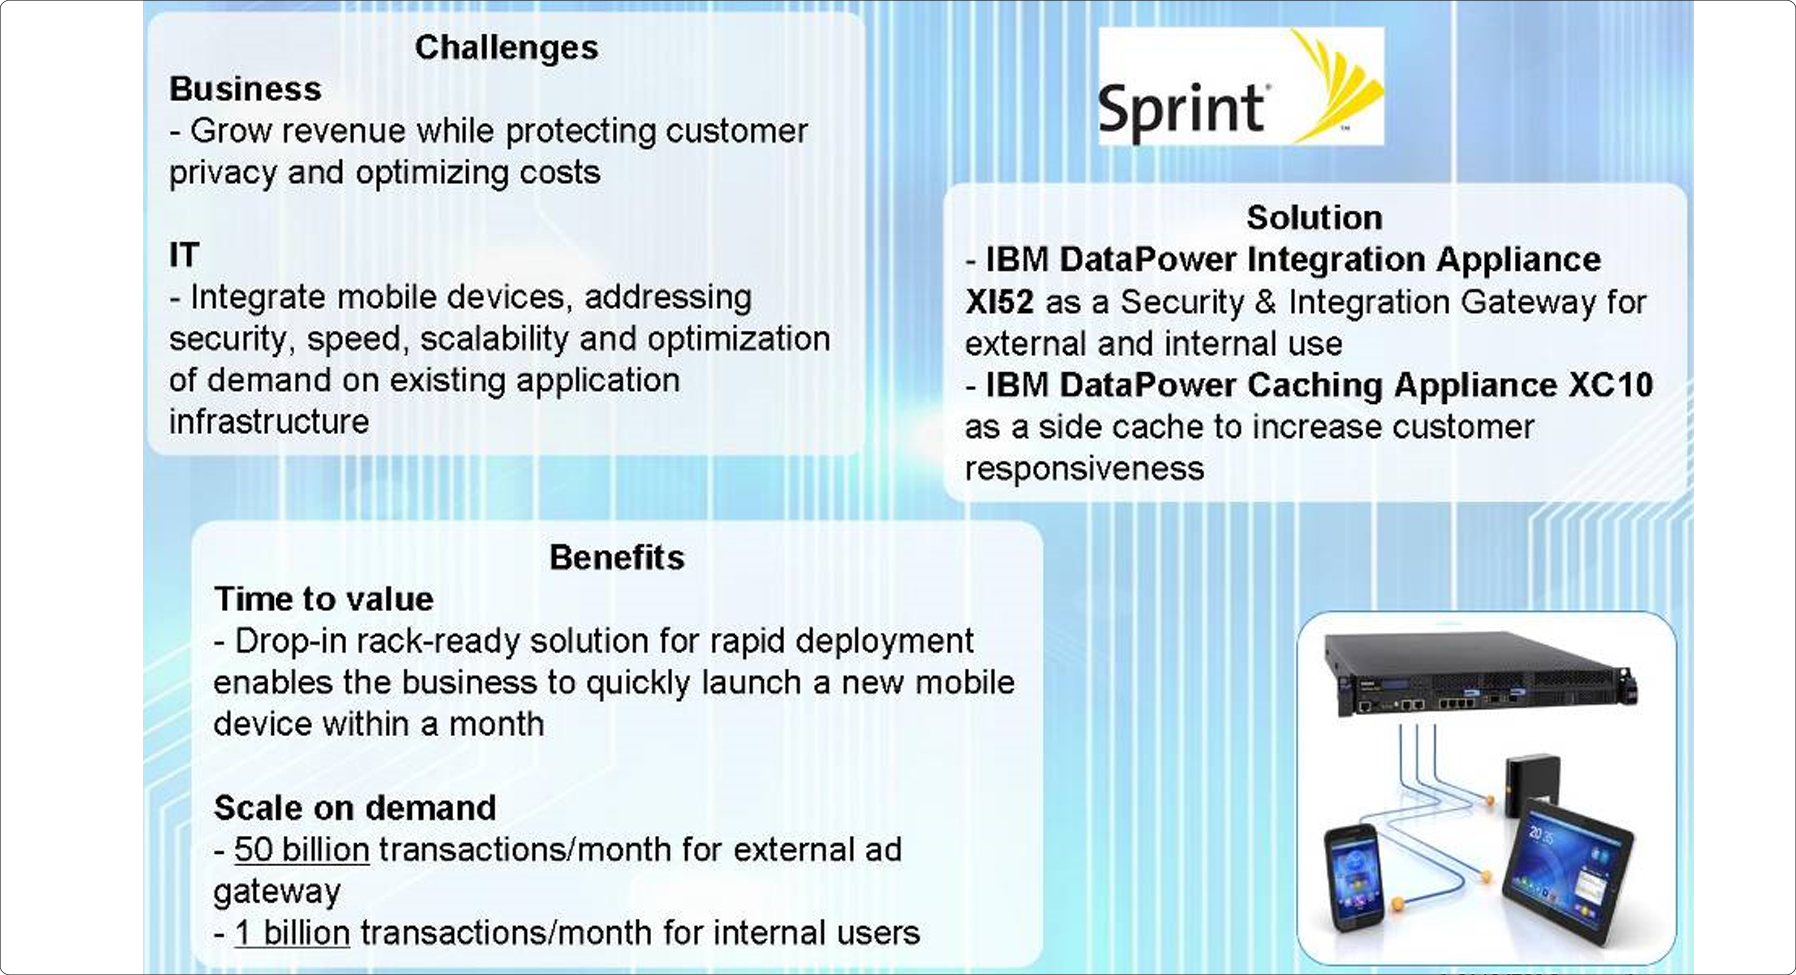 Challenges
Business
- Grow revenue while protecting customer
privacy and optimizing costs
IT
- Integrate mobile devices, addressing
security, speed, scalability and optimization
of demand on existing application
infrastructure
Sprint
Solution
- IBM DataPower Integration Appliance
XI52 as a Security & Integration Gateway for
external and internal use
- IBM DataPower Caching Appliance XC10
as a side cache to increase customer
responsiveness
Benefits
Time to value
- Drop-in rack-ready solution for rapid deployment
enables the business to quickly launch a new mobile
device within a month
Scale on demand
- 50 billion transactions/month for external ad
gateway
- 1 billion transactions/month for internal users
20:35